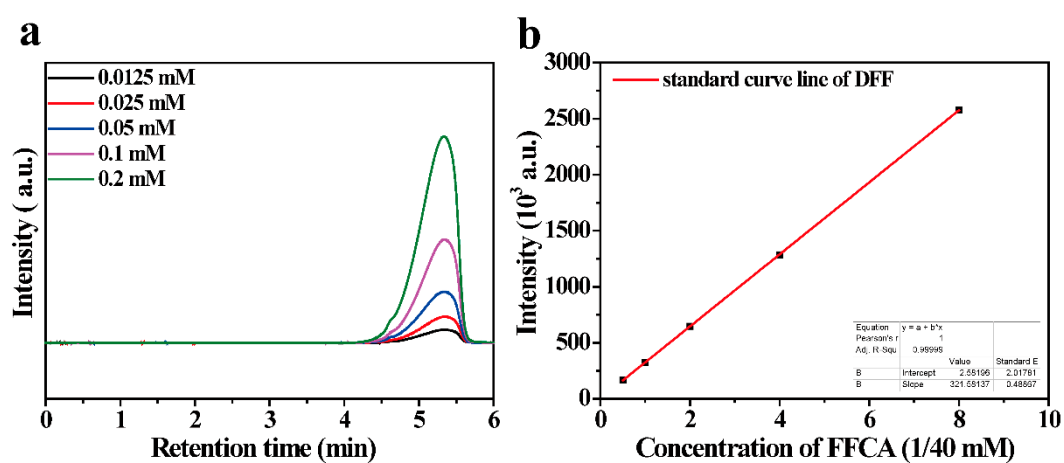 a
0.0125 mM
0.025 mM
0.05 mM
0.1 mM
0.2 mM
Intensity ( a.u.)
0 1 2 3 4 5 6
Retention time (min)
b
standard curve line of DFF
Intensity (10³ a.u.)
3000
2500
2000
1500
1000
500
0
0 2 4 6 8 10
Concentration of FFCA (1/40 mM)
Equation y = a + b*x
Pearson's r 1
Adj. R-Squ 0.99999
Value Standard E
B Intercept 2.55196 2.01761
B Slope 321.58137 0.48867